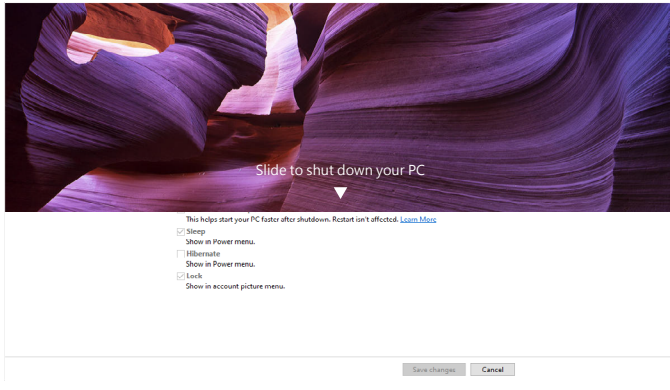 Slide to shut down your PC
This helps start your PC faster after shutdown. Restart isn't affected. Learn More
Sleep
Show in Power menu.
Hibernate
Show in Power menu.
Lock
Show in account picture menu.
Save changes Cancel